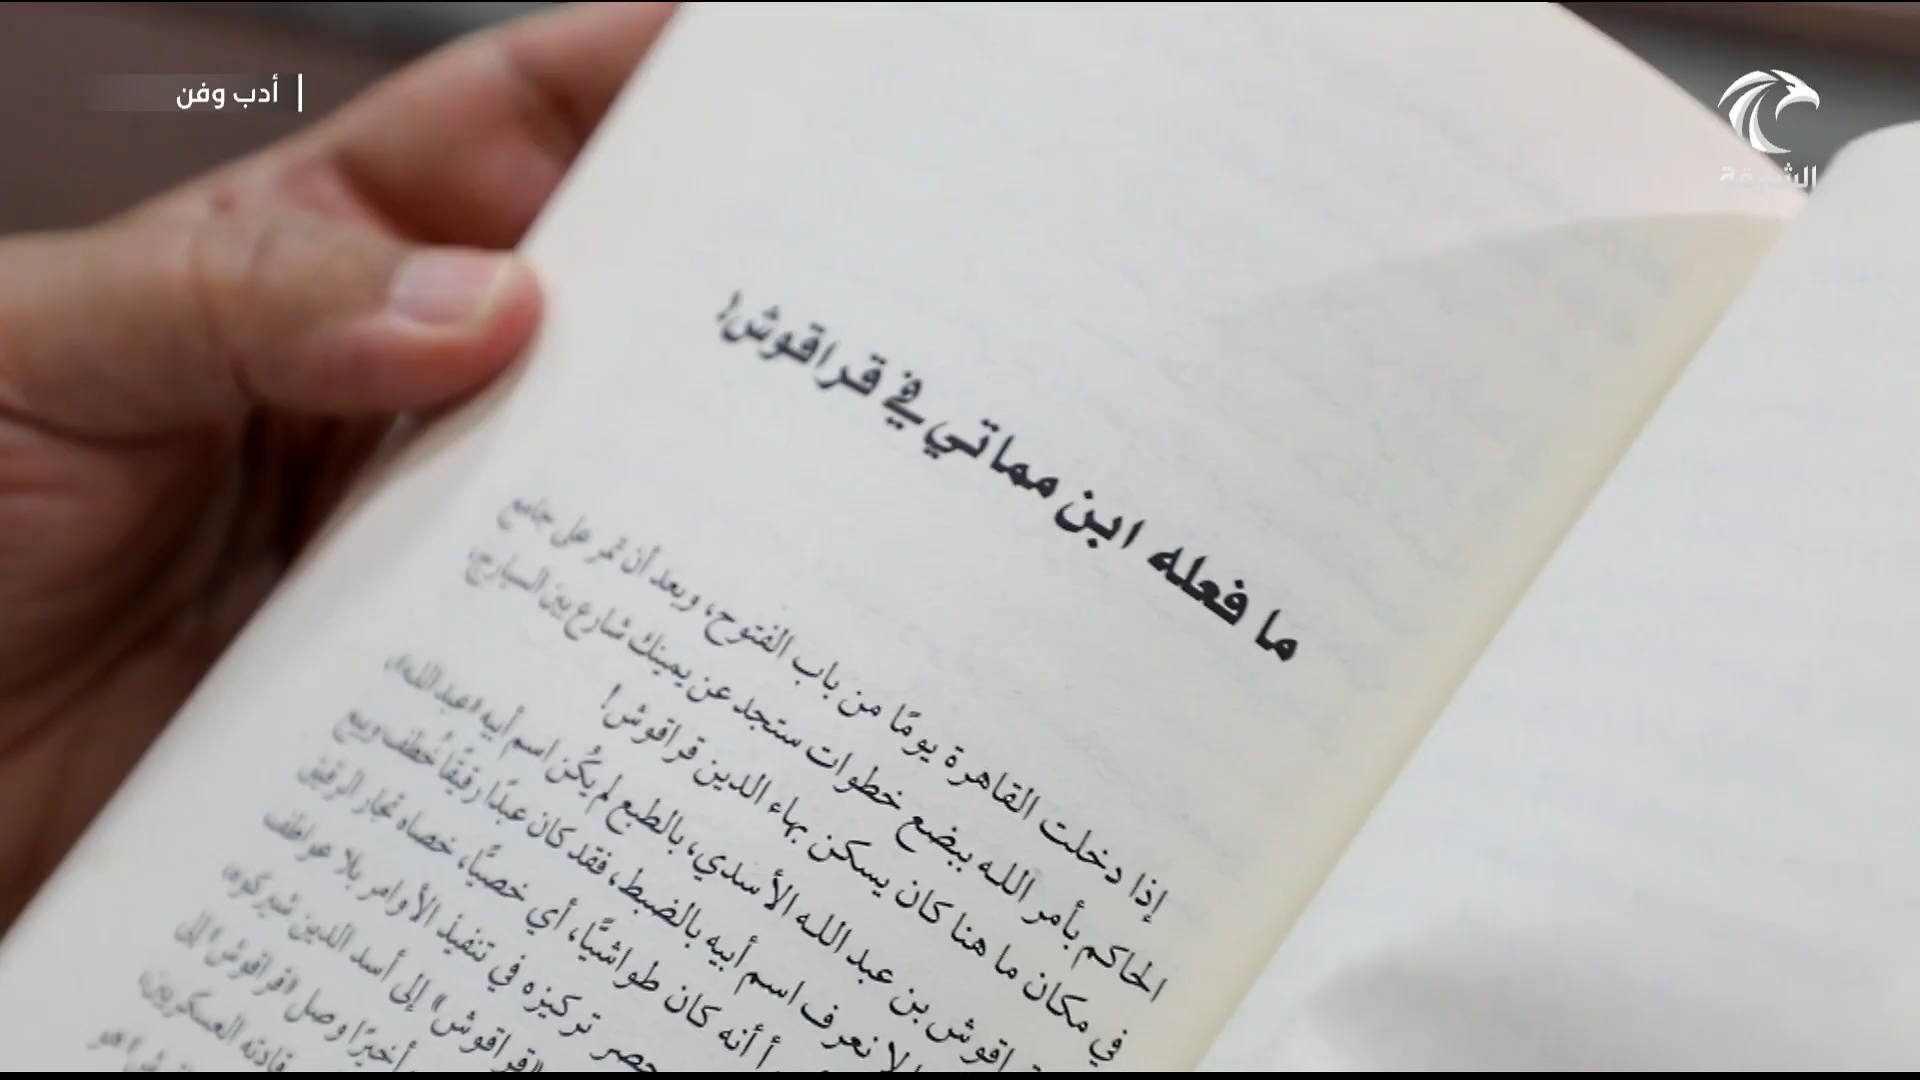 أدب وفن
الشرقية
ما فعله ابن مماتي في قراقوش!
إذا دخلت القاهرة يومًا من باب الفتوح، وبعد أن تمر على جامع
الحاكم بأمر الله ببضع خطوات ستجد عن يمينك شارع بين السيارج،
في مكان ما هنا كان يسكن بهاء الدين قراقوش!
قراقوش بن عبد الله الأسدي، بالطبع لم يكُن اسم أبيه «عبد الله»،
لا نعرف اسم أبيه بالضبط، فقد كان عبدًا رقيقًا خُطف وبيع
أنه كان طواشيًّا، أي خصيًّا، خصاه تجار الرقيق
حصر تركيزه في تنفيذ الأوامر بلا عواطف
«قراقوش» إلى أسد الدين شيركوه
أخيرًا وصل «قراقوش» إلى
قادته العسكريين،